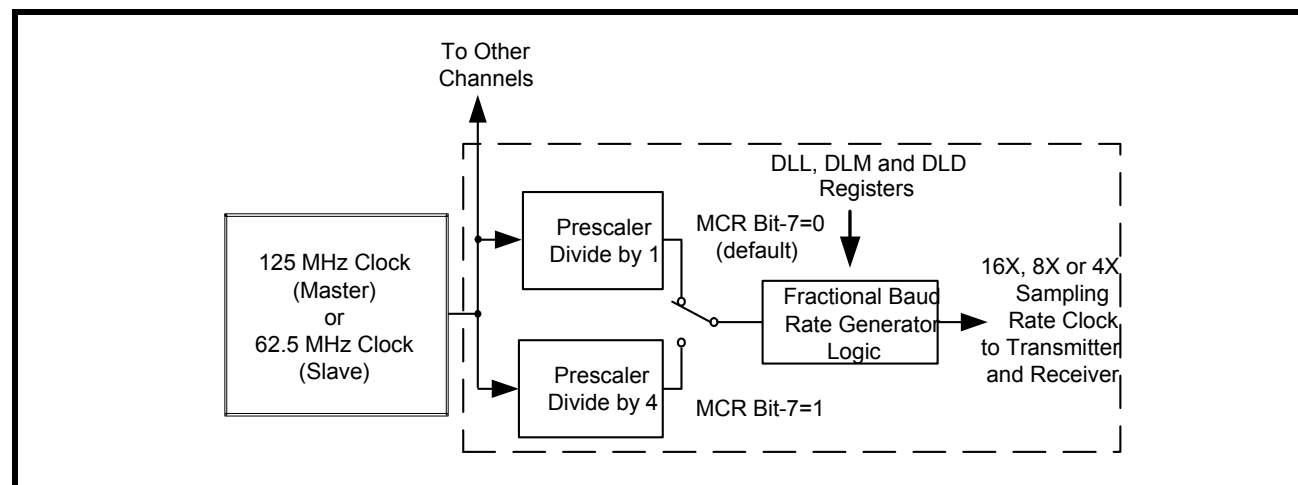 To Other
Channels
DLL, DLM and DLD
Registers
Prescaler
Divide by 1
MCR Bit-7=0
(default)
125 MHz Clock
(Master)
or
62.5 MHz Clock
(Slave)
Fractional Baud
Rate Generator
Logic
16X, 8X or 4X
Sampling
Rate Clock
to Transmitter
and Receiver
Prescaler
Divide by 4
MCR Bit-7=1